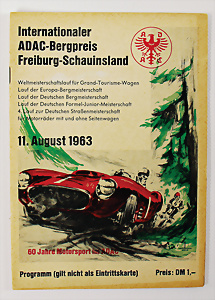 Internationaler
ADAC-Bergpreis
Freiburg-Schauinsland
ADAC
Weltmeisterschaftslauf für Grand-Tourisme-Wagen
Lauf der Europa-Bergmeisterschaft
Lauf der Deutschen Bergmeisterschaft
Lauf der Deutschen Formel-Junior-Meisterschaft
4. Lauf zur Deutschen Straßenmeisterschaft
für Motorräder mit und ohne Seitenwagen
11. August 1963
60 Jahre Motorsport im ADAC
Programm (gilt nicht als Eintrittskarte)
Preis: DM 1,–